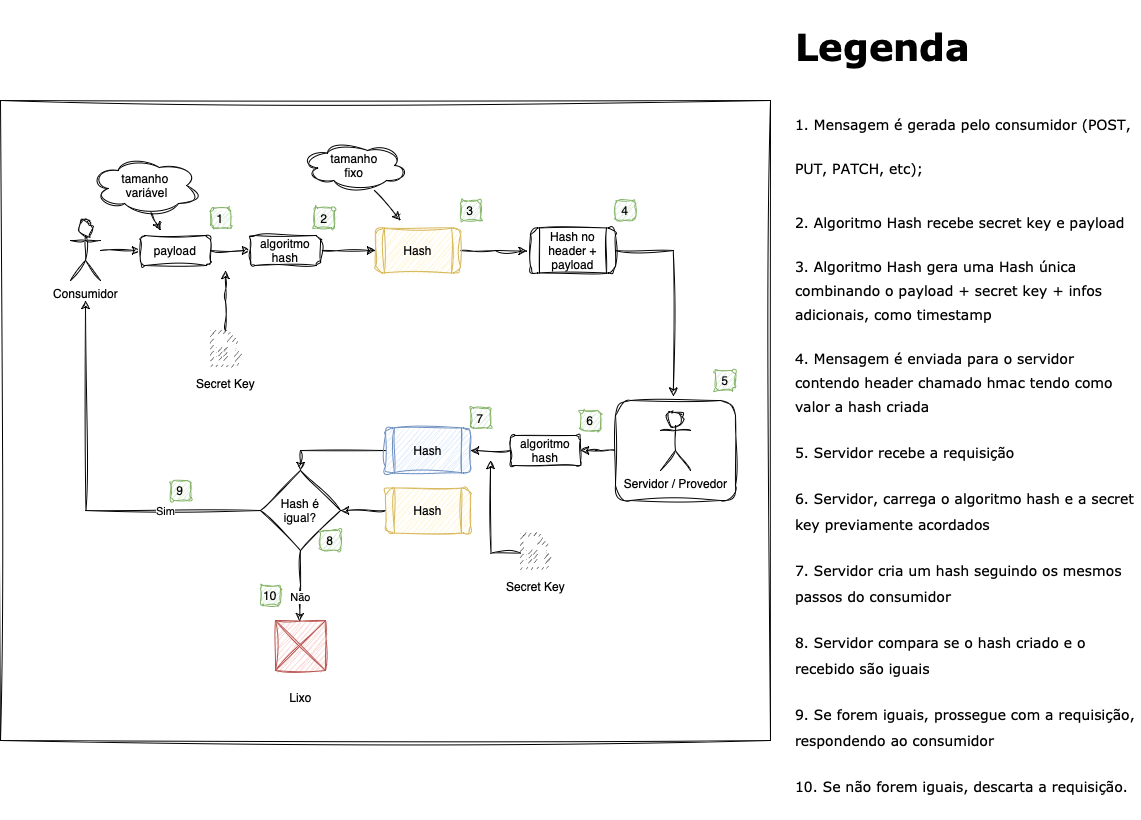 Legenda
tamanho
variável
tamanho
fixo
1
2
3
4
payload
algoritmo
hash
Hash
Hash no
header +
payload
Consumidor
Secret Key
5
7
6
Hash
algoritmo
hash
Servidor / Provedor
9
Sim
Hash é
igual?
Hash
8
Secret Key
10
Não
Lixo
1. Mensagem é gerada pelo consumidor (POST,
PUT, PATCH, etc);
2. Algoritmo Hash recebe secret key e payload
3. Algoritmo Hash gera uma Hash única
combinando o payload + secret key + infos
adicionais, como timestamp
4. Mensagem é enviada para o servidor
contendo header chamado hmac tendo como
valor a hash criada
5. Servidor recebe a requisição
6. Servidor, carrega o algoritmo hash e a secret
key previamente acordados
7. Servidor cria um hash seguindo os mesmos
passos do consumidor
8. Servidor compara se o hash criado e o
recebido são iguais
9. Se forem iguais, prossegue com a requisição,
respondendo ao consumidor
10. Se não forem iguais, descarta a requisição.